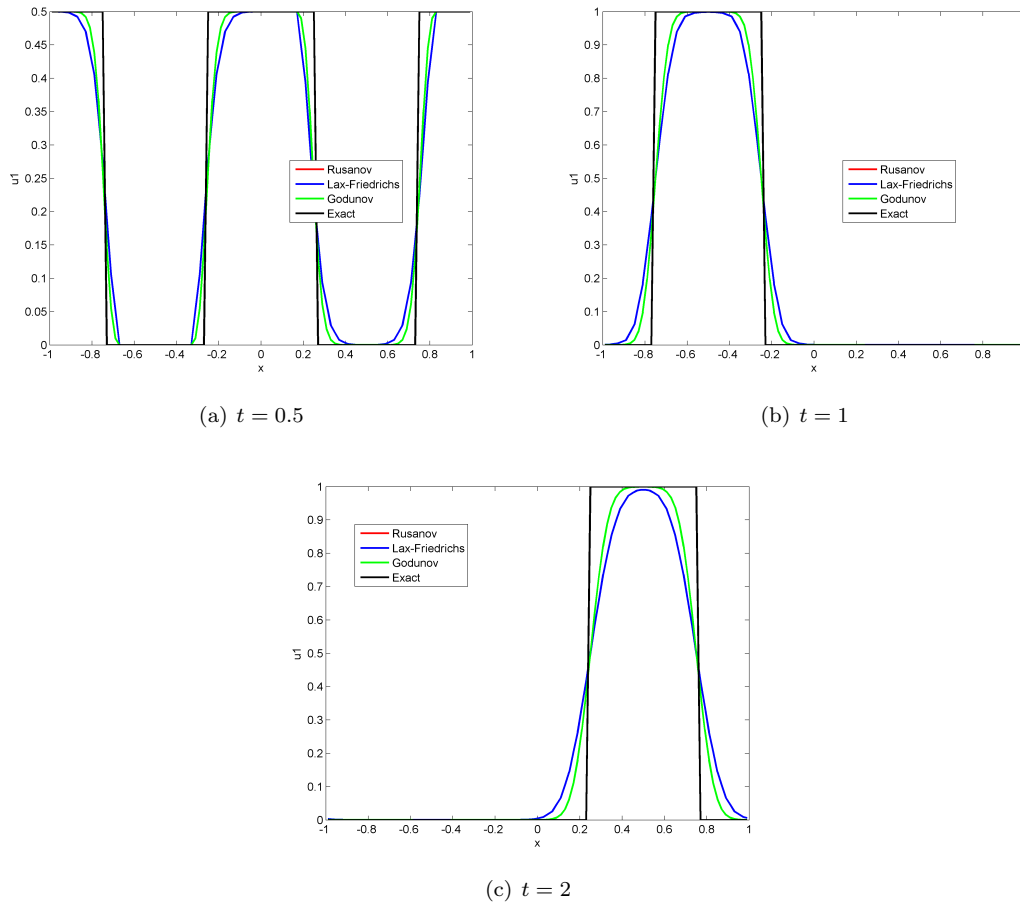 0.5
0.45
0.4
0.35
0.3
0.25
0.2
0.15
0.1
0.05
0
u1
-1 -0.8 -0.6 -0.4 -0.2 0 0.2 0.4 0.6 0.8 1
x
Rusanov
Lax-Friedrichs
Godunov
Exact
(a) t = 0.5
1
0.9
0.8
0.7
0.6
0.5
0.4
0.3
0.2
0.1
0
u1
-1 -0.8 -0.6 -0.4 -0.2 0 0.2 0.4 0.6 0.8
x
Rusanov
Lax-Friedrichs
Godunov
Exact
(b) t = 1
1
0.9
0.8
0.7
0.6
0.5
0.4
0.3
0.2
0.1
0
u1
-1 -0.8 -0.6 -0.4 -0.2 0 0.2 0.4 0.6 0.8 1
x
Rusanov
Lax-Friedrichs
Godunov
Exact
(c) t = 2